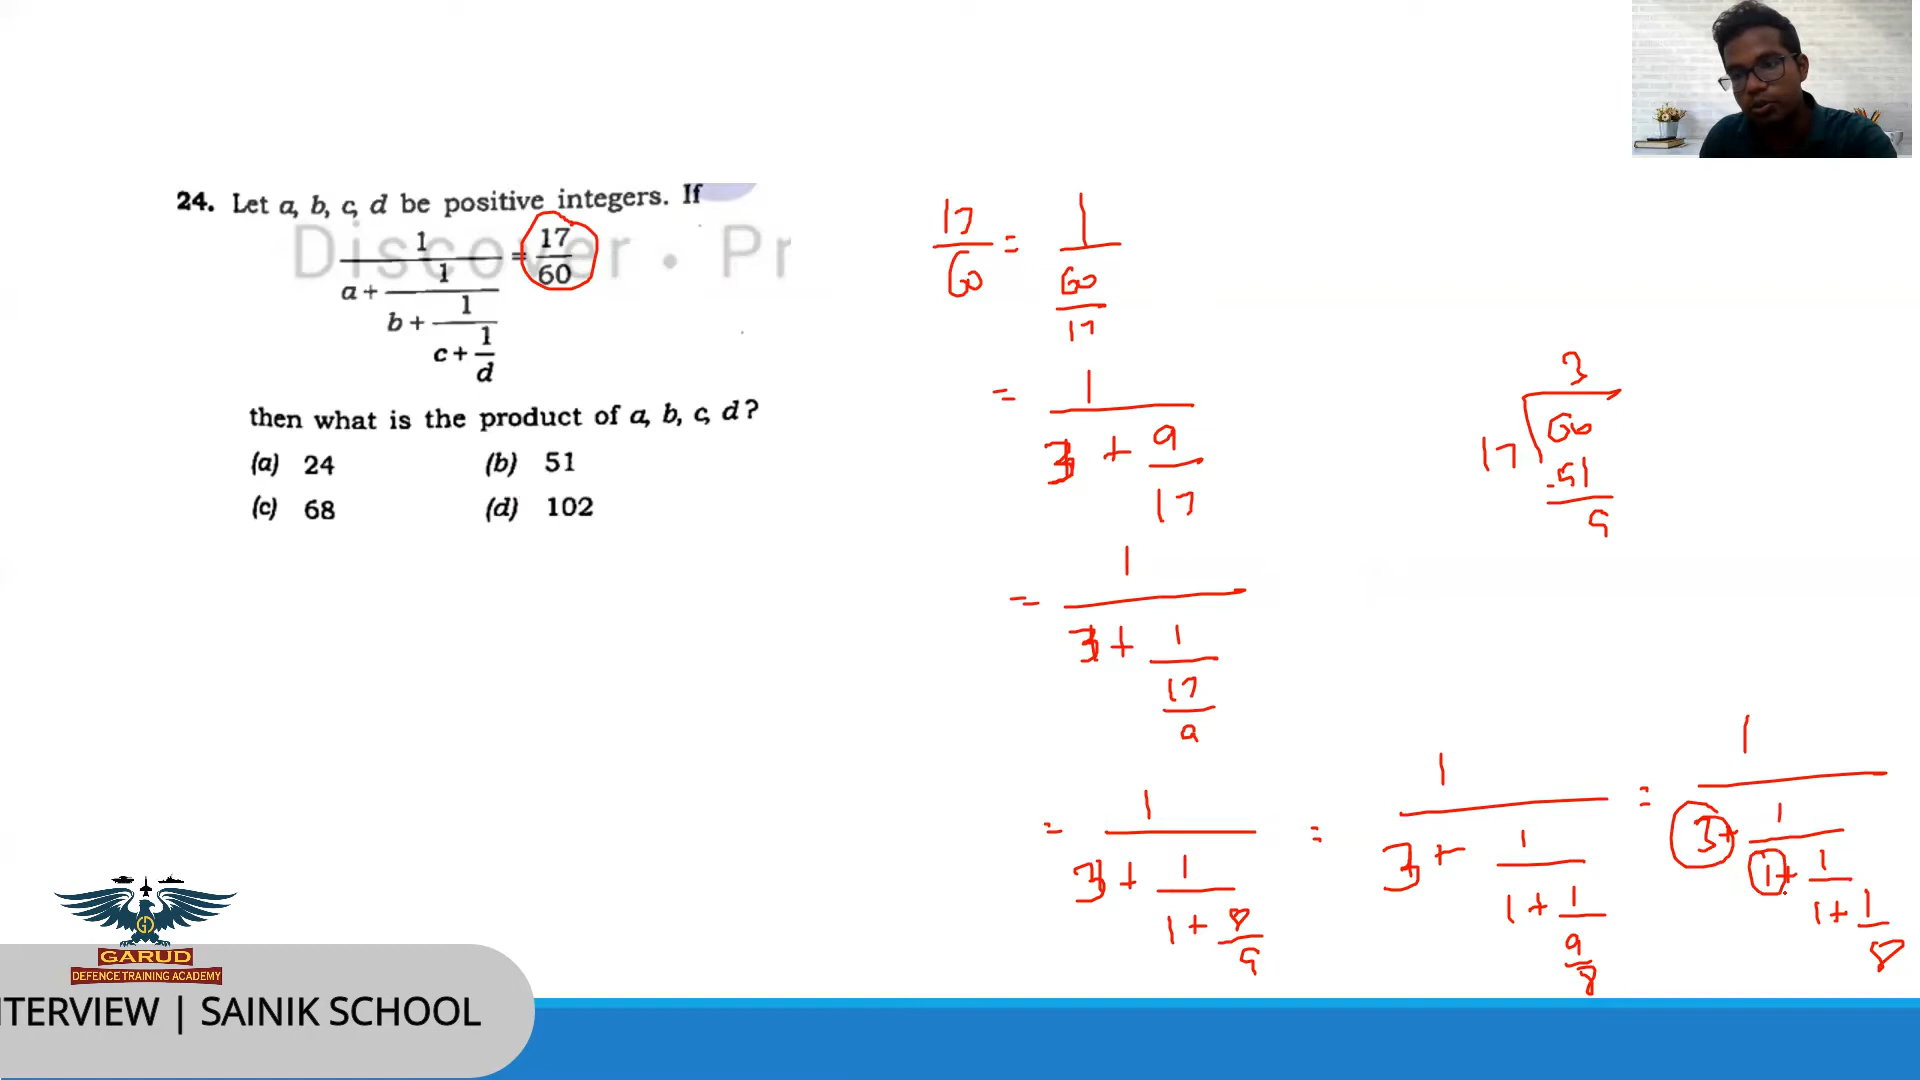 24. Let a, b, c, d be positive integers. If
1
a +
1
b +
1
c +
1
d
= 17
60
Discover • Pr
then what is the product of a, b, c, d?
(a) 24 (b) 51
(c) 68 (d) 102
17/60 = 1/(60/17)
= 1/(3 + 9/17)
3
17 60
-51
9
= 1/(3 + 1/(17/9))
= 1/(3 + 1/(1 + 8/9)) = 1/(3 + 1/(1 + 1/(9/8))) = 1/(3 + 1/(1 + 1/(1 + 1/8)))
GARUD
DEFENCE TRAINING ACADEMY
NTERVIEW | SAINIK SCHOOL